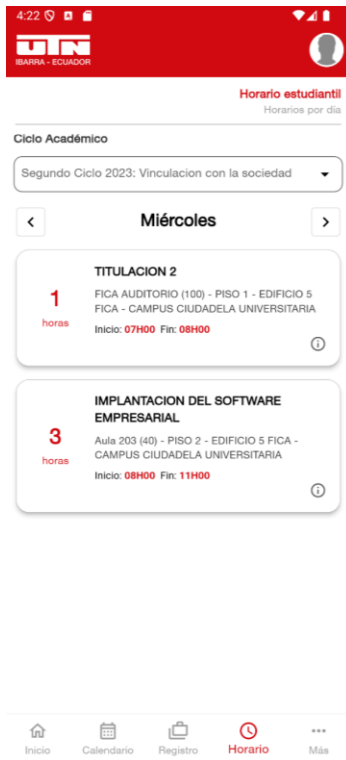 4:22
UTN
IBARRA - ECUADOR
Horario estudiantil
Horarios por día
Ciclo Académico
Segundo Ciclo 2023: Vinculacion con la sociedad
Miércoles
TITULACION 2
1
horas
FICA AUDITORIO (100) - PISO 1 - EDIFICIO 5
FICA - CAMPUS CIUDADELA UNIVERSITARIA
Inicio: 07H00 Fin: 08H00
IMPLANTACION DEL SOFTWARE
EMPRESARIAL
3
horas
Aula 203 (40) - PISO 2 - EDIFICIO 5 FICA -
CAMPUS CIUDADELA UNIVERSITARIA
Inicio: 08H00 Fin: 11H00
Inicio Calendario Registro Horario Más